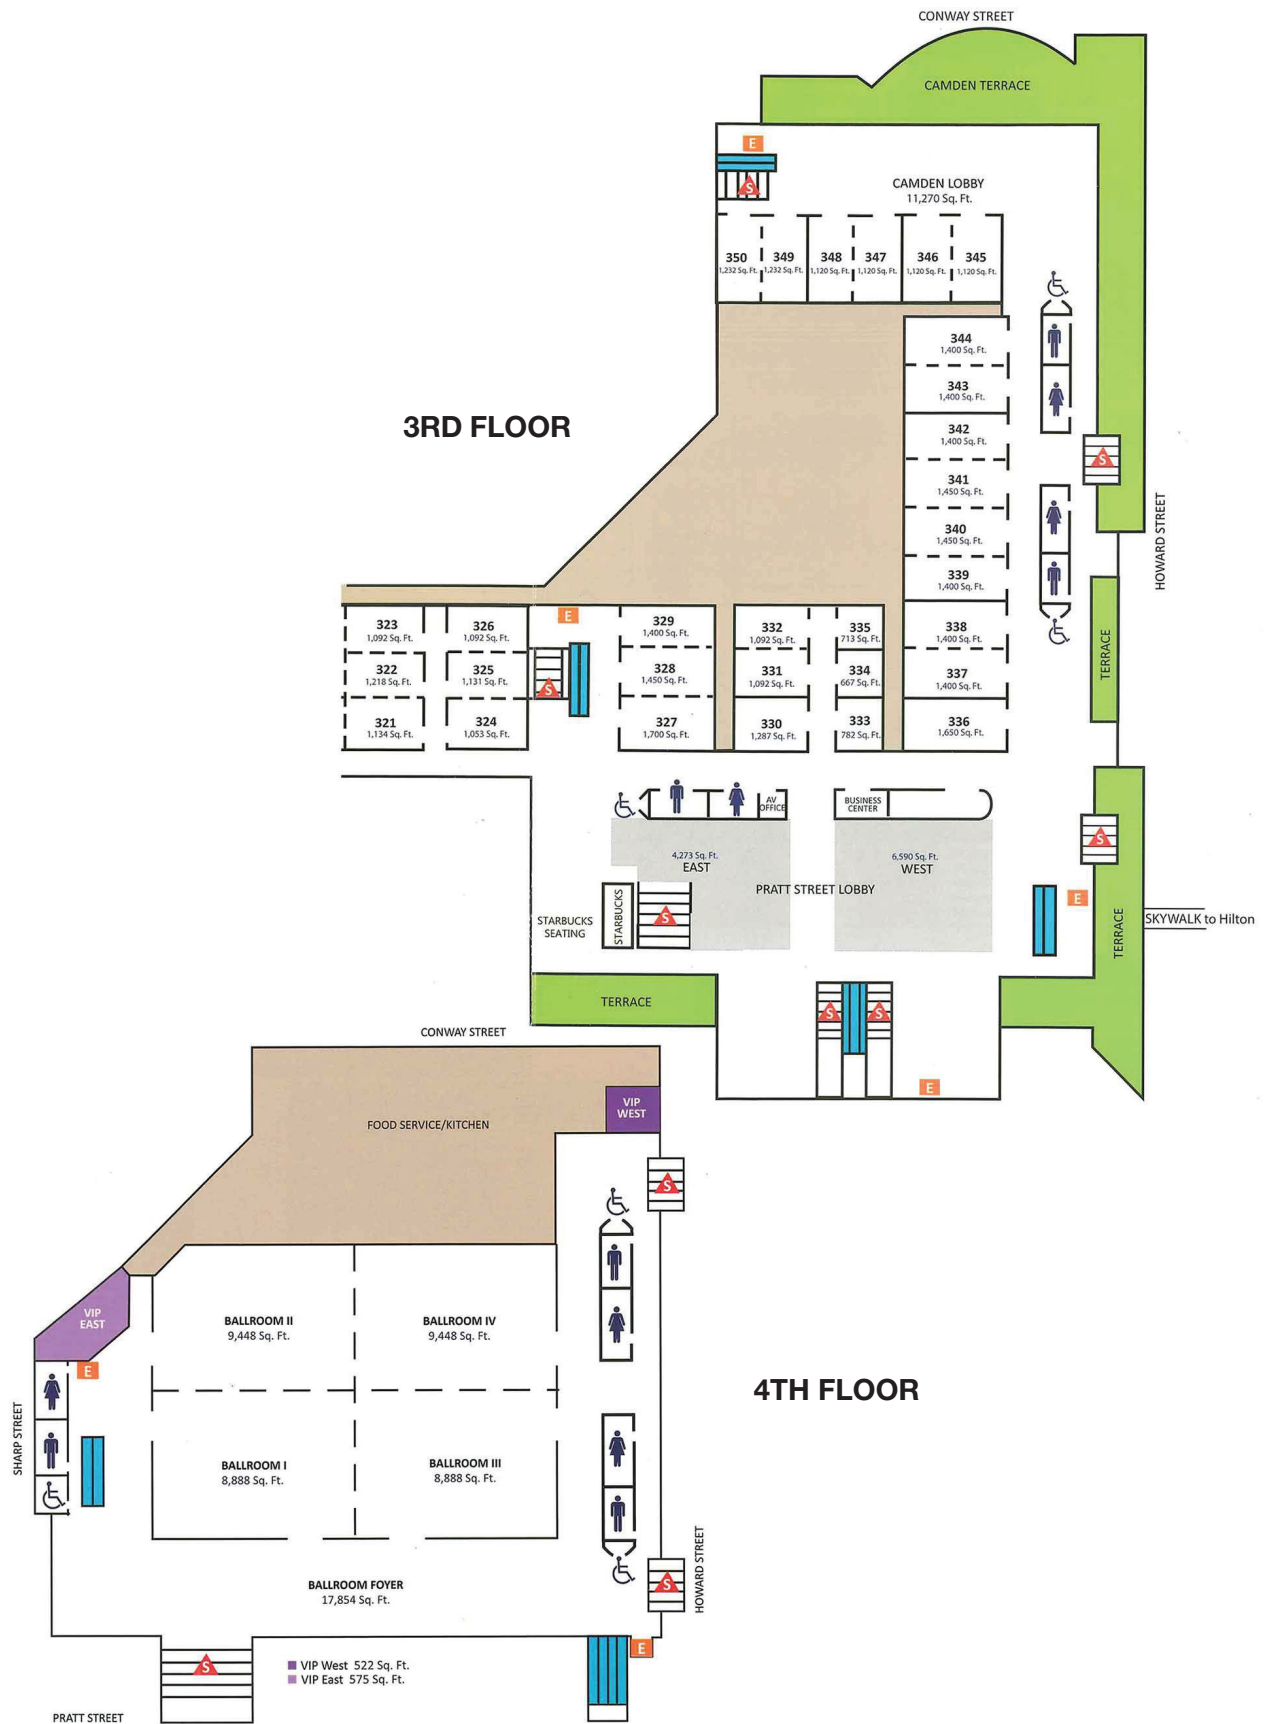 CONWAY STREET
CAMDEN TERRACE
E
S
CAMDEN LOBBY
11,270 Sq. Ft.
350
1,232 Sq. Ft.
349
1,232 Sq. Ft.
348
1,120 Sq. Ft.
347
1,120 Sq. Ft.
346
1,120 Sq. Ft.
345
1,120 Sq. Ft.
344
1,400 Sq. Ft.
343
1,400 Sq. Ft.
342
1,400 Sq. Ft.
341
1,450 Sq. Ft.
340
1,450 Sq. Ft.
339
1,400 Sq. Ft.
338
1,400 Sq. Ft.
337
1,400 Sq. Ft.
336
1,650 Sq. Ft.
3RD FLOOR
S
HOWARD STREET
TERRACE
323
1,092 Sq. Ft.
322
1,218 Sq. Ft.
321
1,134 Sq. Ft.
326
1,092 Sq. Ft.
325
1,131 Sq. Ft.
324
1,053 Sq. Ft.
E
S
329
1,400 Sq. Ft.
328
1,450 Sq. Ft.
327
1,700 Sq. Ft.
332
1,092 Sq. Ft.
331
1,092 Sq. Ft.
330
1,287 Sq. Ft.
335
713 Sq. Ft.
334
667 Sq. Ft.
333
782 Sq. Ft.
AV
OFFICE
BUSINESS
CENTER
4,273 Sq. Ft.
EAST
6,590 Sq. Ft.
WEST
PRATT STREET LOBBY
STARBUCKS
SEATING
STARBUCKS
S
S
E
TERRACE
SKYWALK to Hilton
TERRACE
S
S
E
CONWAY STREET
FOOD SERVICE/KITCHEN
VIP
WEST
S
VIP
EAST
E
BALLROOM II
9,448 Sq. Ft.
BALLROOM IV
9,448 Sq. Ft.
4TH FLOOR
SHARP STREET
BALLROOM I
8,888 Sq. Ft.
BALLROOM III
8,888 Sq. Ft.
BALLROOM FOYER
17,854 Sq. Ft.
S
HOWARD STREET
E
S
VIP West 522 Sq. Ft.
VIP East 575 Sq. Ft.
PRATT STREET